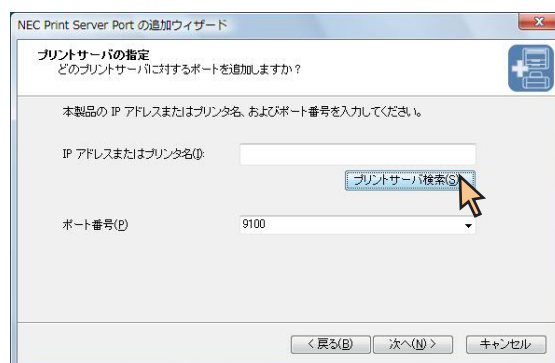 NEC Print Server Port の追加ウィザード
プリントサーバの指定
どのプリントサーバに対するポートを追加しますか？
本製品の IP アドレスまたはプリンタ名、およびポート番号を入力してください。
IP アドレスまたはプリンタ名(I):
プリントサーバ検索(S)
ポート番号(P)
9100
< 戻る(B)
次へ(N) >
キャンセル